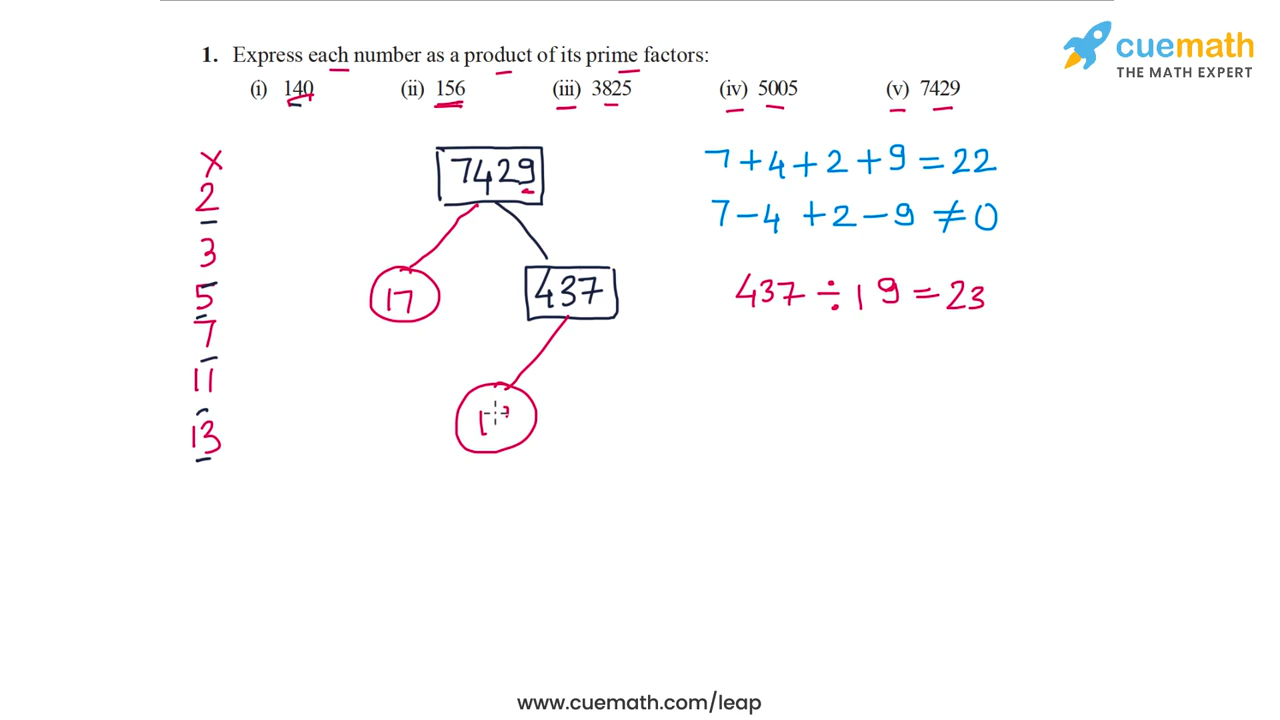 cuemath
THE MATH EXPERT
1. Express each number as a product of its prime factors:
(i) 140 (ii) 156 (iii) 3825 (iv) 5005 (v) 7429
X
2
3
5
7
11
13
7429
17
437
7+4+2+9=22
7-4+2-9≠0
437÷19=23
www.cuemath.com/leap